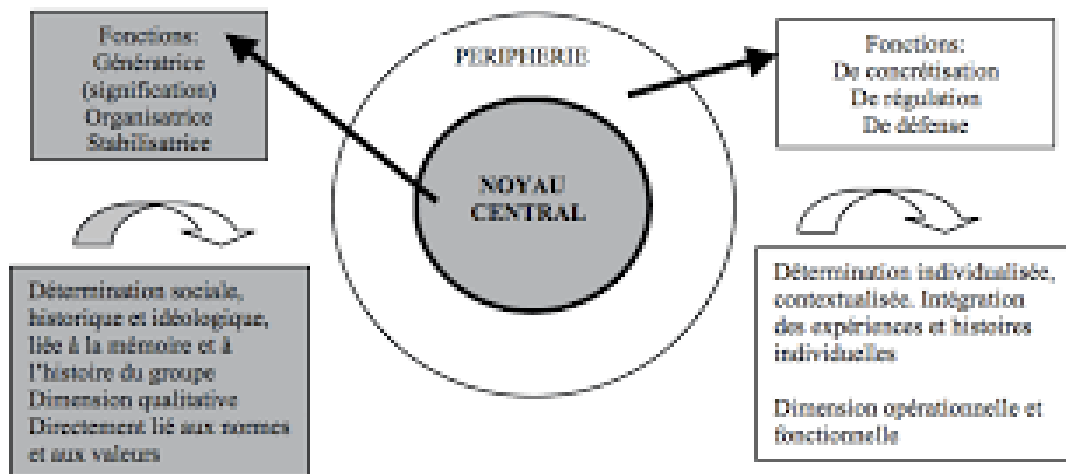 Fonctions:
Génératrice
(signification)
Organisatrice
Stabilisatrice
PERIPHERIE
NOYAU
CENTRAL
Fonctions:
De concrétisation
De régulation
De défense
Détermination sociale,
historique et idéologique,
liée à la mémoire et à
l'histoire du groupe
Dimension qualitative
Directement lié aux normes
et aux valeurs
Détermination individualisée,
contextualisée. Intégration
des expériences et histoires
individuelles
Dimension opérationnelle et
fonctionnelle